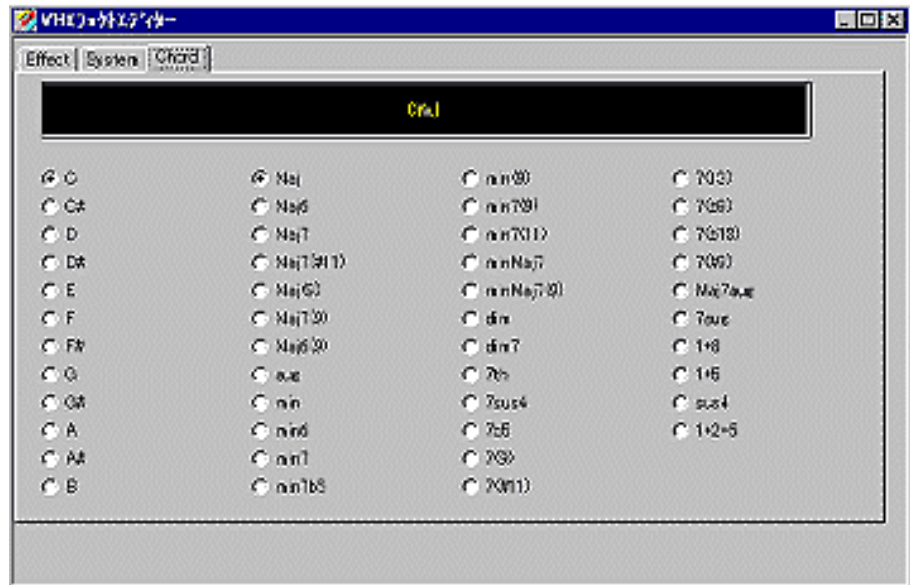 VHエフェクトエディター
Effect System Chord
CMaj
C Maj min(9) 7(13)
C# Maj6 min7(9) 7(b9)
D Maj7 min7(11) 7(b13)
D# Maj7(#11) minMaj7 7(#9)
E Maj(9) minMaj7(9) Maj7aug
F Maj7(9) dim 7aug
F# Maj6(9) dim7 1+8
G aug 7th 1+5
G# min 7sus4 sus4
A min6 7b5 1+2+5
A# min7 7(9)
B min7b5 7(#11)